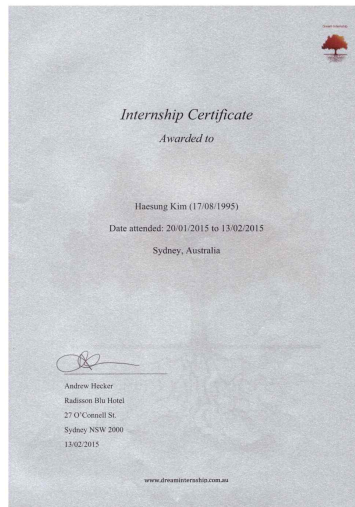 Internship Certificate
Awarded to
Haesung Kim (17/08/1995)
Date attended: 20/01/2015 to 13/02/2015
Sydney, Australia
Andrew Hecker
Radisson Blu Hotel
27 O'Connell St.
Sydney NSW 2000
13/02/2015
www.dreaminternship.com.au